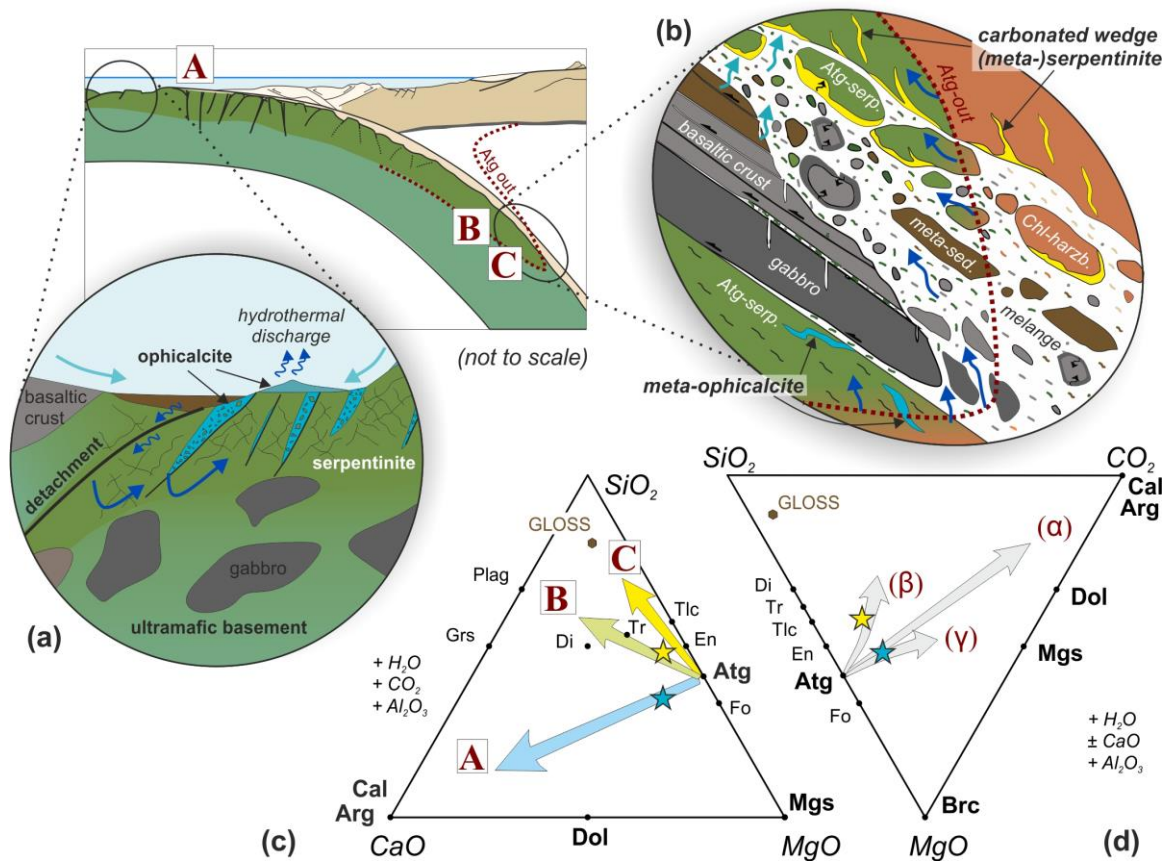 A
Atg out
B
C
(not to scale)
hydrothermal
discharge
ophicalcite
basaltic
crust
detachment
serpentinite
gabbro
ultramafic basement
(a)
(b)
carbonated wedge
(meta-)serpentinite
Atg-out
Atg-serp.
basaltic crust
meta-sed.
Chl-harzb.
gabbro
melange
Atg-serp.
meta-ophicalcite
SiO2
GLOSS
C
Plag
B
Tlc
Tr
Grs
Di
En
Atg
Fo
+ H2O
+ CO2
+ Al2O3
A
Cal
Arg
Mgs
CaO
Dol
MgO
(c)
SiO2
CO2
Cal
Arg
GLOSS
(α)
Di
(β)
Dol
Tr
Tlc
En
(γ)
Mgs
Atg
Fo
+ H2O
± CaO
+ Al2O3
Brc
MgO
(d)